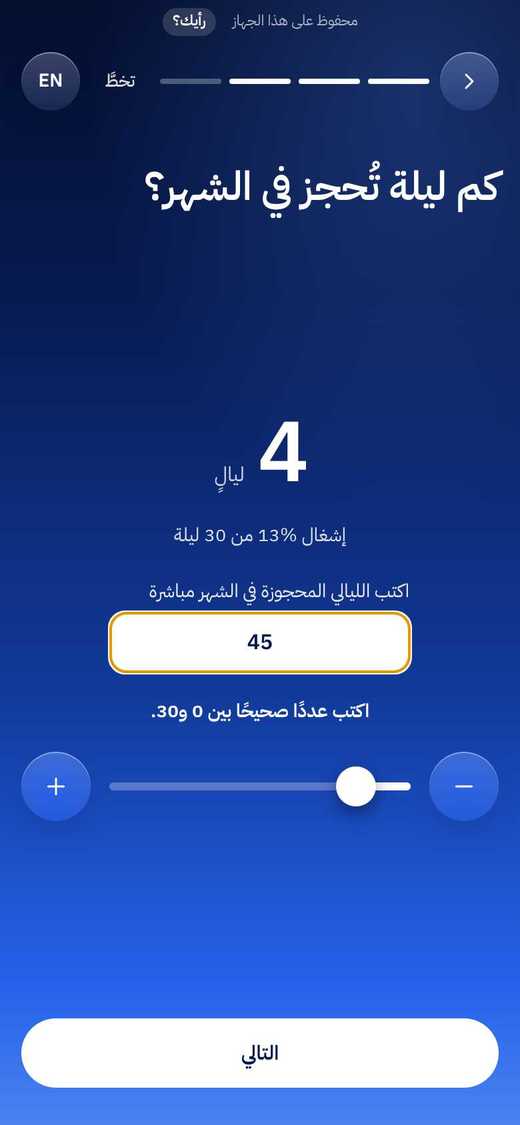 محفوظ على هذا الجهاز رأيك؟
تخطَّ EN
كم ليلة تُحجز في الشهر؟
4 ليالٍ
إشغال 13% من 30 ليلة
اكتب الليالي المحجوزة في الشهر مباشرة
45
اكتب عددًا صحيحًا بين 0 و30.
التالي